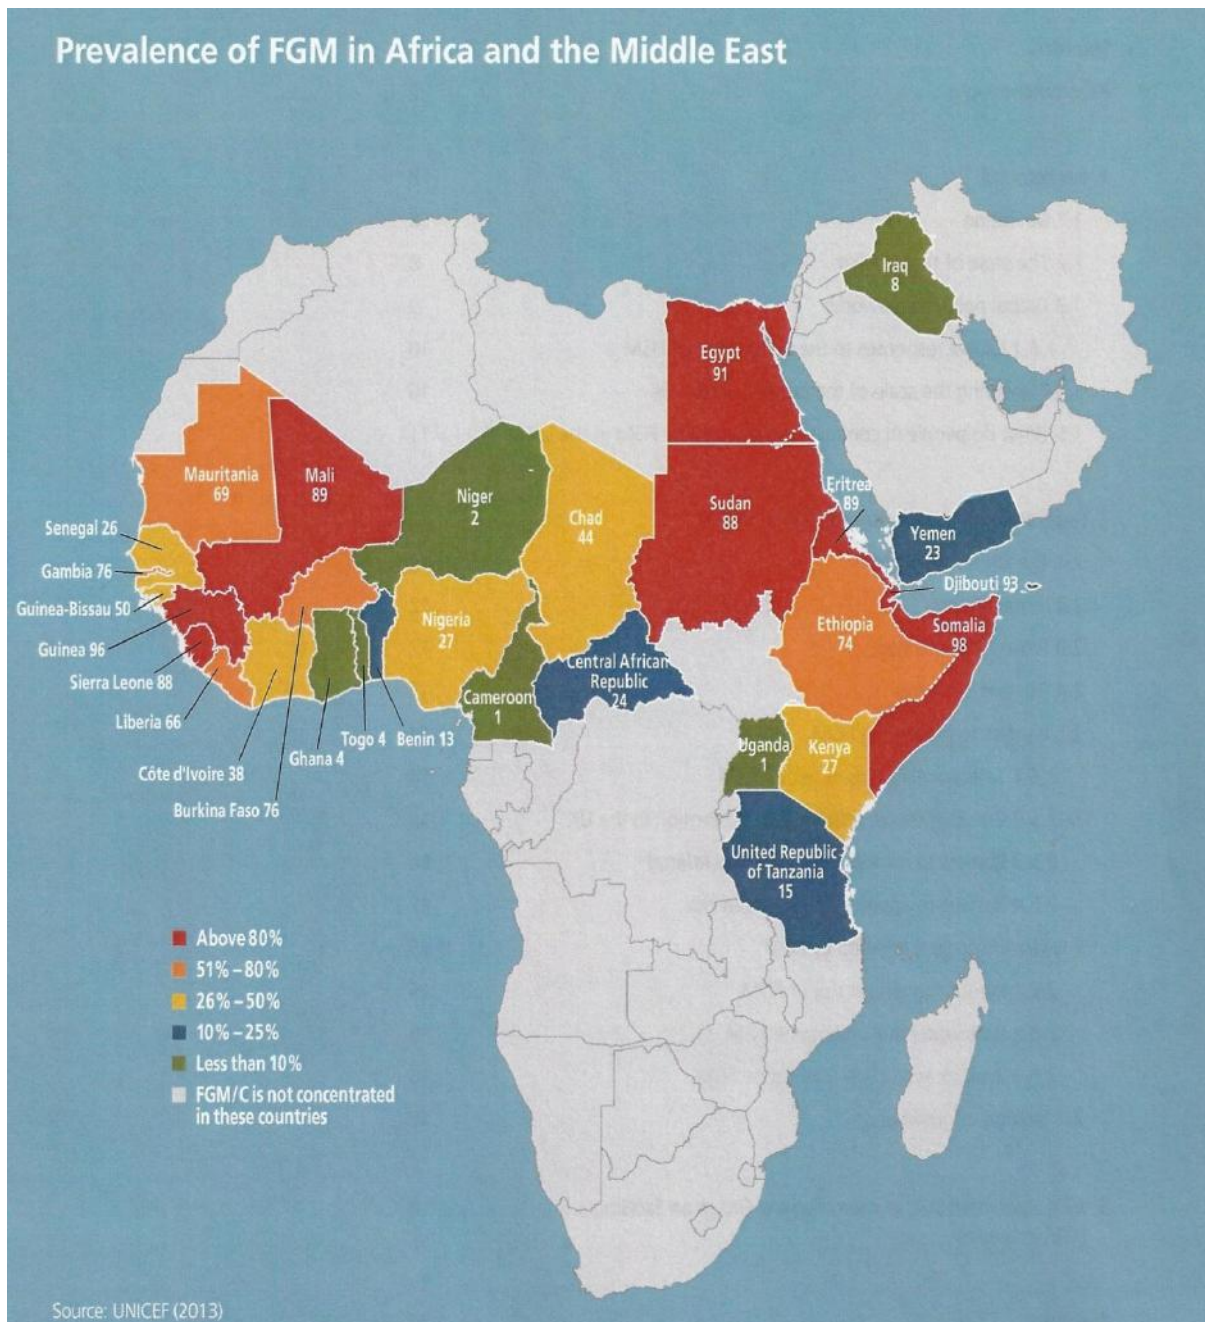 Prevalence of FGM in Africa and the Middle East
Iraq
8
Egypt
91
Mauritania
69
Mali
89
Niger
2
Chad
44
Sudan
88
Eritrea
89
Yemen
23
Senegal 26
Gambia 76
Guinea-Bissau 50
Guinea 96
Sierra Leone 88
Liberia 66
Côte d'Ivoire 38
Burkina Faso 76
Ghana 4
Togo 4
Benin 13
Nigeria
27
Cameroon
1
Central African
Republic
24
Ethiopia
74
Djibouti 93
Somalia
98
Uganda
1
Kenya
27
United Republic
of Tanzania
15
Above 80%
51% – 80%
26% – 50%
10% – 25%
Less than 10%
FGM/C is not concentrated
in these countries
Source: UNICEF (2013)